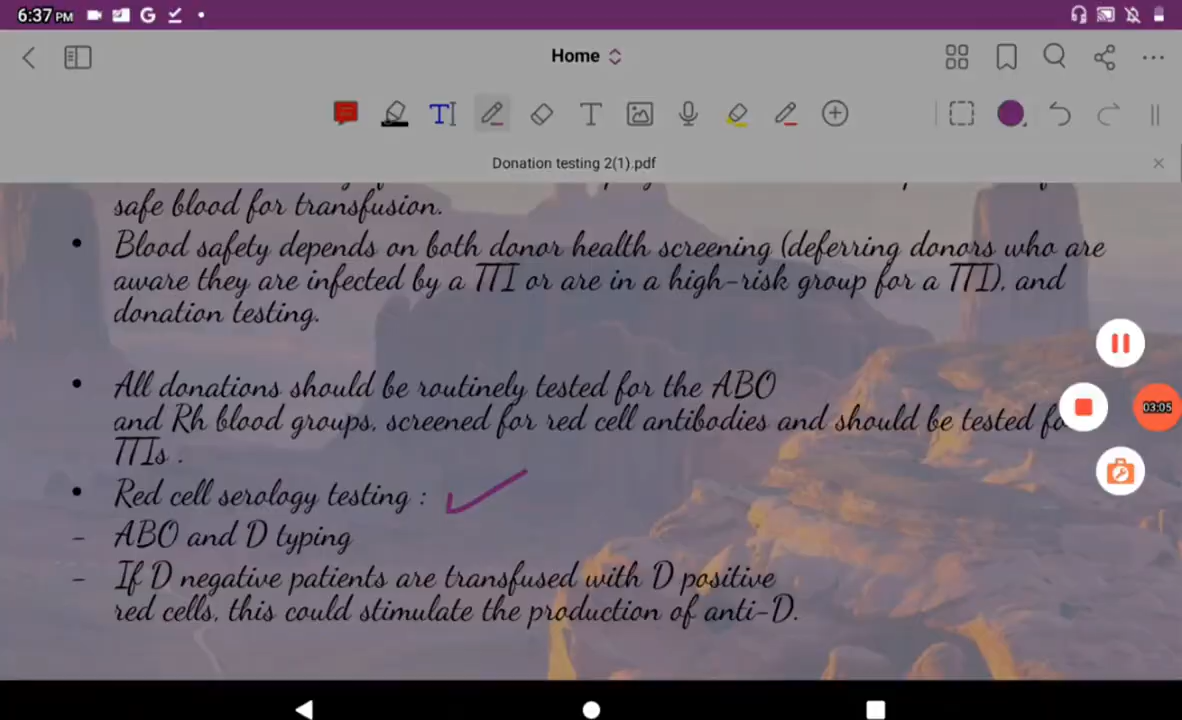 6:37 PM
Home
Donation testing 2(1).pdf
safe blood for transfusion.
• Blood safety depends on both donor health screening (deferring donors who are
aware they are infected by a TTI or are in a high-risk group for a TTI), and
donation testing.
• All donations should be routinely tested for the ABO
and Rh blood groups, screened for red cell antibodies and should be tested fo
TTIs .
• Red cell serology testing :
- ABO and D typing
- If D negative patients are transfused with D positive
red cells, this could stimulate the production of anti-D.
03:05